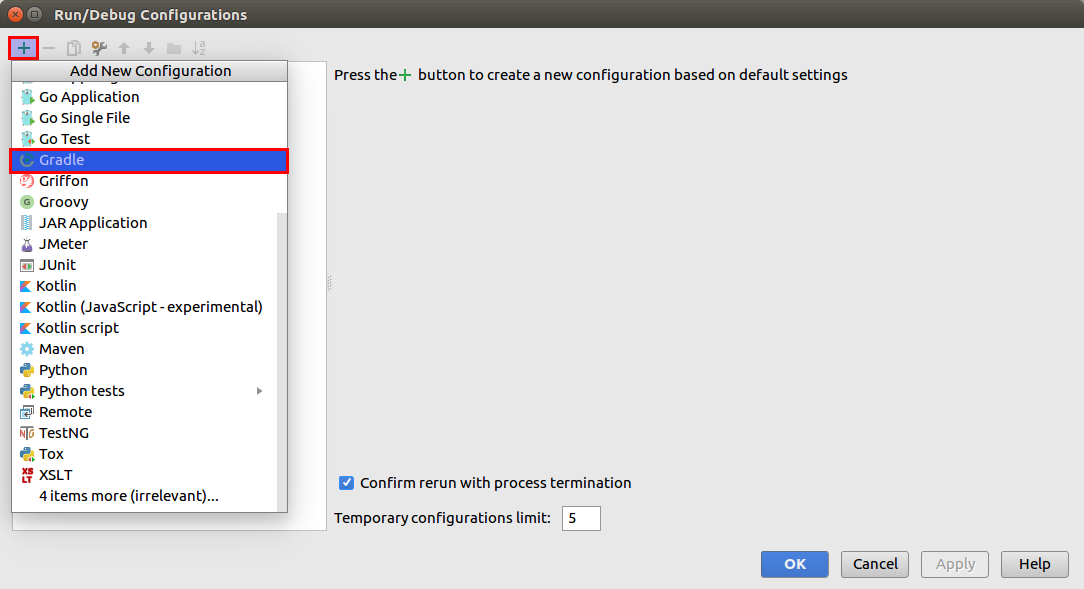 Run/Debug Configurations
Add New Configuration
Press the + button to create a new configuration based on default settings
Go Application
Go Single File
Go Test
Gradle
Griffon
Groovy
JAR Application
JMeter
JUnit
Kotlin
Kotlin (JavaScript - experimental)
Kotlin script
Maven
Python
Python tests
Remote
TestNG
Tox
XSLT
4 items more (irrelevant)...
Confirm rerun with process termination
Temporary configurations limit: 5
OK Cancel Apply Help